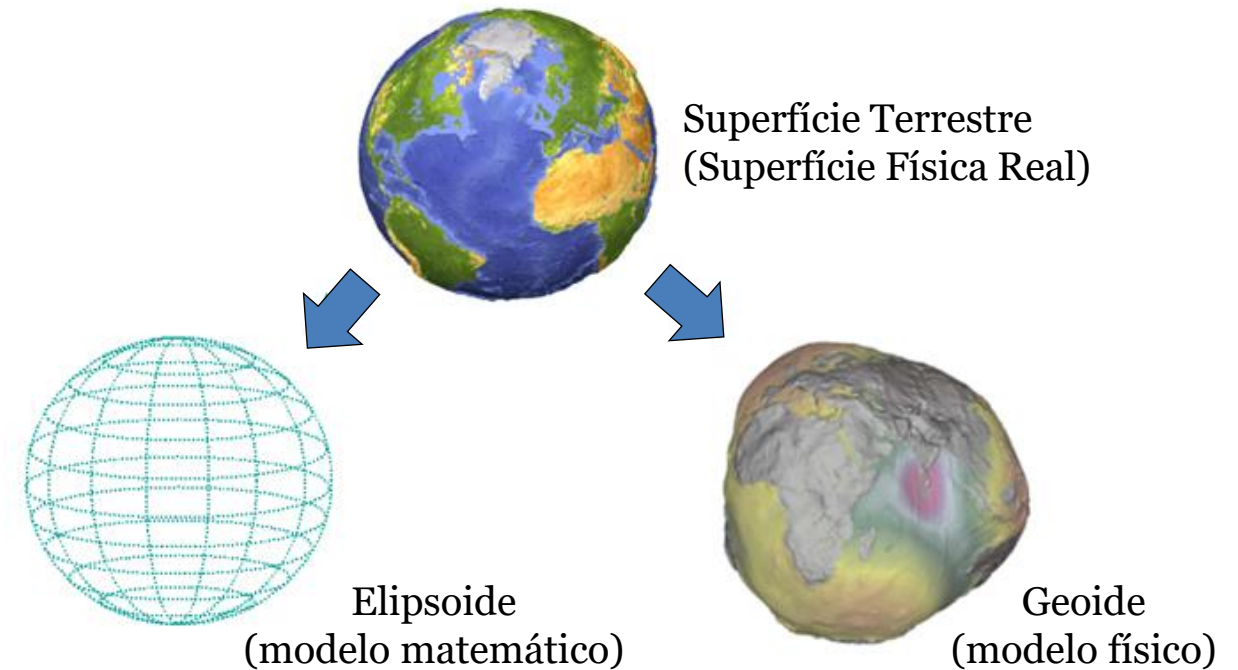 Superfície Terrestre
(Superfície Física Real)
Elipsoide
(modelo matemático)
Geoide
(modelo físico)